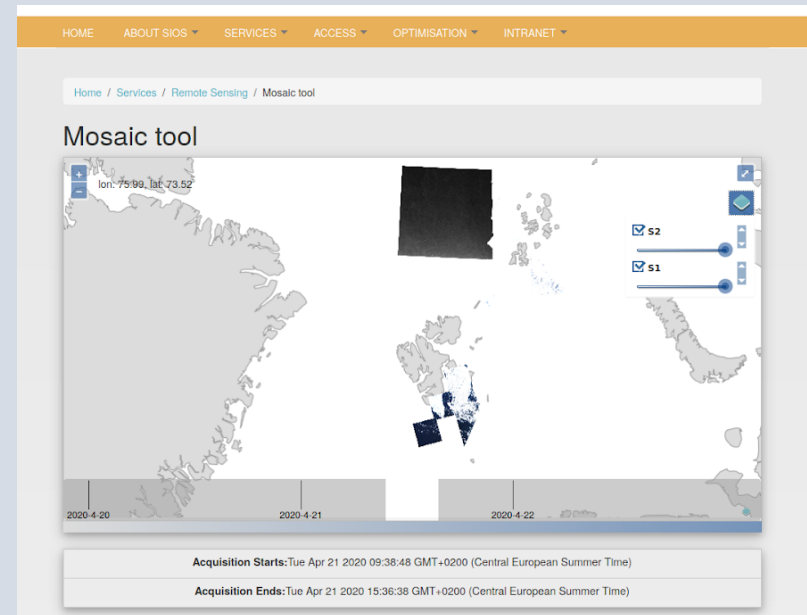 HOME ABOUT SIOS SERVICES ACCESS OPTIMISATION INTRANET
Home / Services / Remote Sensing / Mosaic tool
Mosaic tool
+
lon: 75.99, lat: 73.52
−
S2
S1
2020-4-20 2020-4-21 2020-4-22
Acquisition Starts:Tue Apr 21 2020 09:38:48 GMT+0200 (Central European Summer Time)
Acquisition Ends:Tue Apr 21 2020 15:36:38 GMT+0200 (Central European Summer Time)